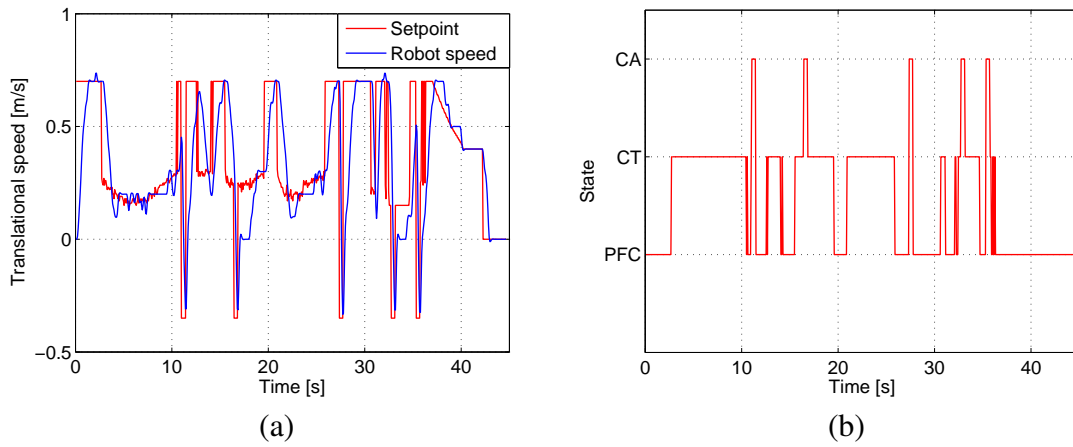 1
0.5
0
−0.5
0 10 20 30 40
Translational speed [m/s]
Time [s]
Setpoint
Robot speed
(a)
CA
CT
PFC
0 10 20 30 40
State
Time [s]
(b)